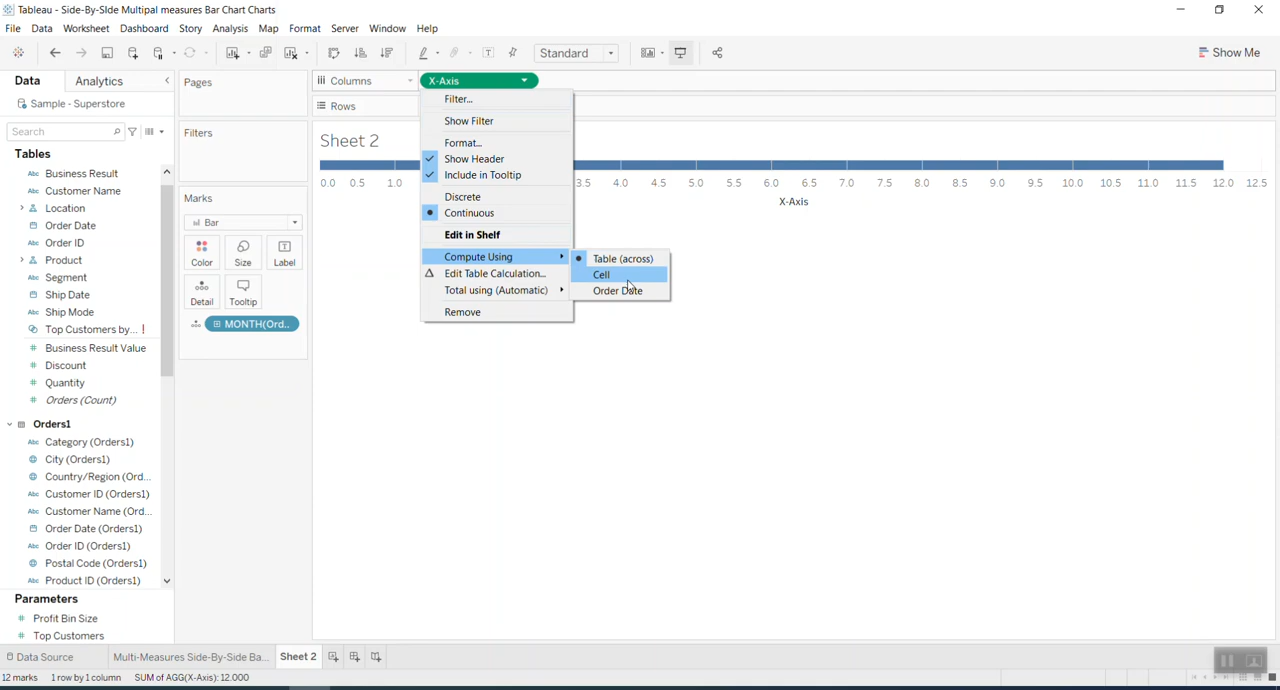 Tableau - Side-By-SIde Multipal measures Bar Chart Charts
File Data Worksheet Dashboard Story Analysis Map Format Server Window Help
Standard
Show Me
Data Analytics
Sample - Superstore
Search
Tables
Abc Business Result
Abc Customer Name
Location
Order Date
Abc Order ID
Product
Abc Segment
Ship Date
Abc Ship Mode
Top Customers by... !
# Business Result Value
# Discount
# Quantity
# Orders (Count)
Orders1
Abc Category (Orders1)
City (Orders1)
Country/Region (Ord...
Abc Customer ID (Orders1)
Abc Customer Name (Ord...
Order Date (Orders1)
Abc Order ID (Orders1)
Postal Code (Orders1)
Abc Product ID (Orders1)
Parameters
# Profit Bin Size
# Top Customers
Pages
Filters
Marks
Bar
Color Size Label
Detail Tooltip
MONTH(Ord..
Columns X-Axis
Rows
Sheet 2
0.0 0.5 1.0 3.5 4.0 4.5 5.0 5.5 6.0 6.5 7.0 7.5 8.0 8.5 9.0 9.5 10.0 10.5 11.0 11.5 12.0 12.5
X-Axis
Filter...
Show Filter
Format...
Show Header
Include in Tooltip
Discrete
Continuous
Edit in Shelf
Compute Using
Edit Table Calculation...
Total using (Automatic)
Remove
Table (across)
Cell
Order Date
Data Source Multi-Measures Side-By-Side Ba... Sheet 2
12 marks 1 row by 1 column SUM of AGG(X-Axis): 12.000